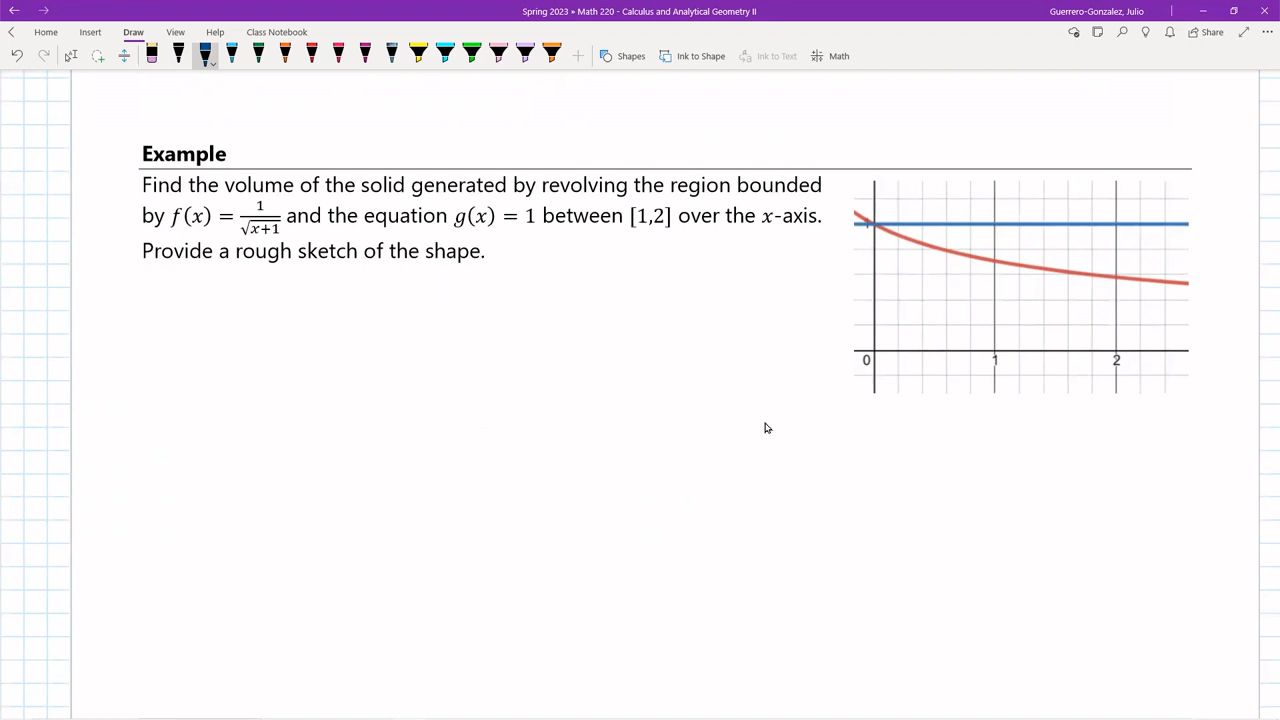 Spring 2023 » Math 220 - Calculus and Analytical Geometry II
Guerrero-Gonzalez, Julio
Home Insert Draw View Help Class Notebook
Share
Shapes Ink to Shape Ink to Text Math
Example
Find the volume of the solid generated by revolving the region bounded
by f(x) = 1/√(x+1) and the equation g(x) = 1 between [1,2] over the x-axis.
Provide a rough sketch of the shape.
0 1 2